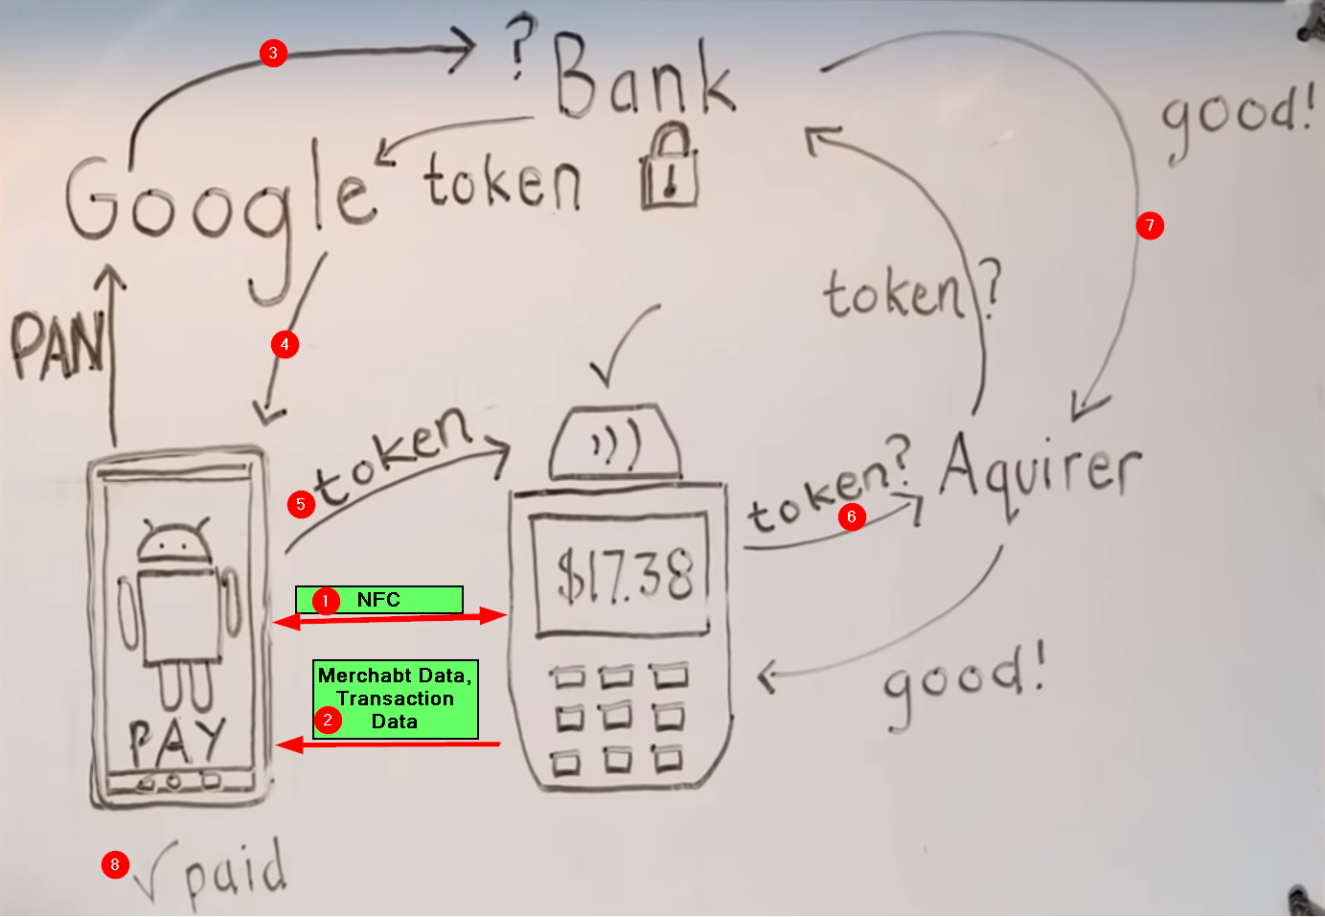 3
? Bank
good!
Google
token
7
PAN
4
token?
token
5
token?
6
Aquirer
$17.38
1 NFC
Merchabt Data,
Transaction
2 Data
good!
PAY
8 √ paid